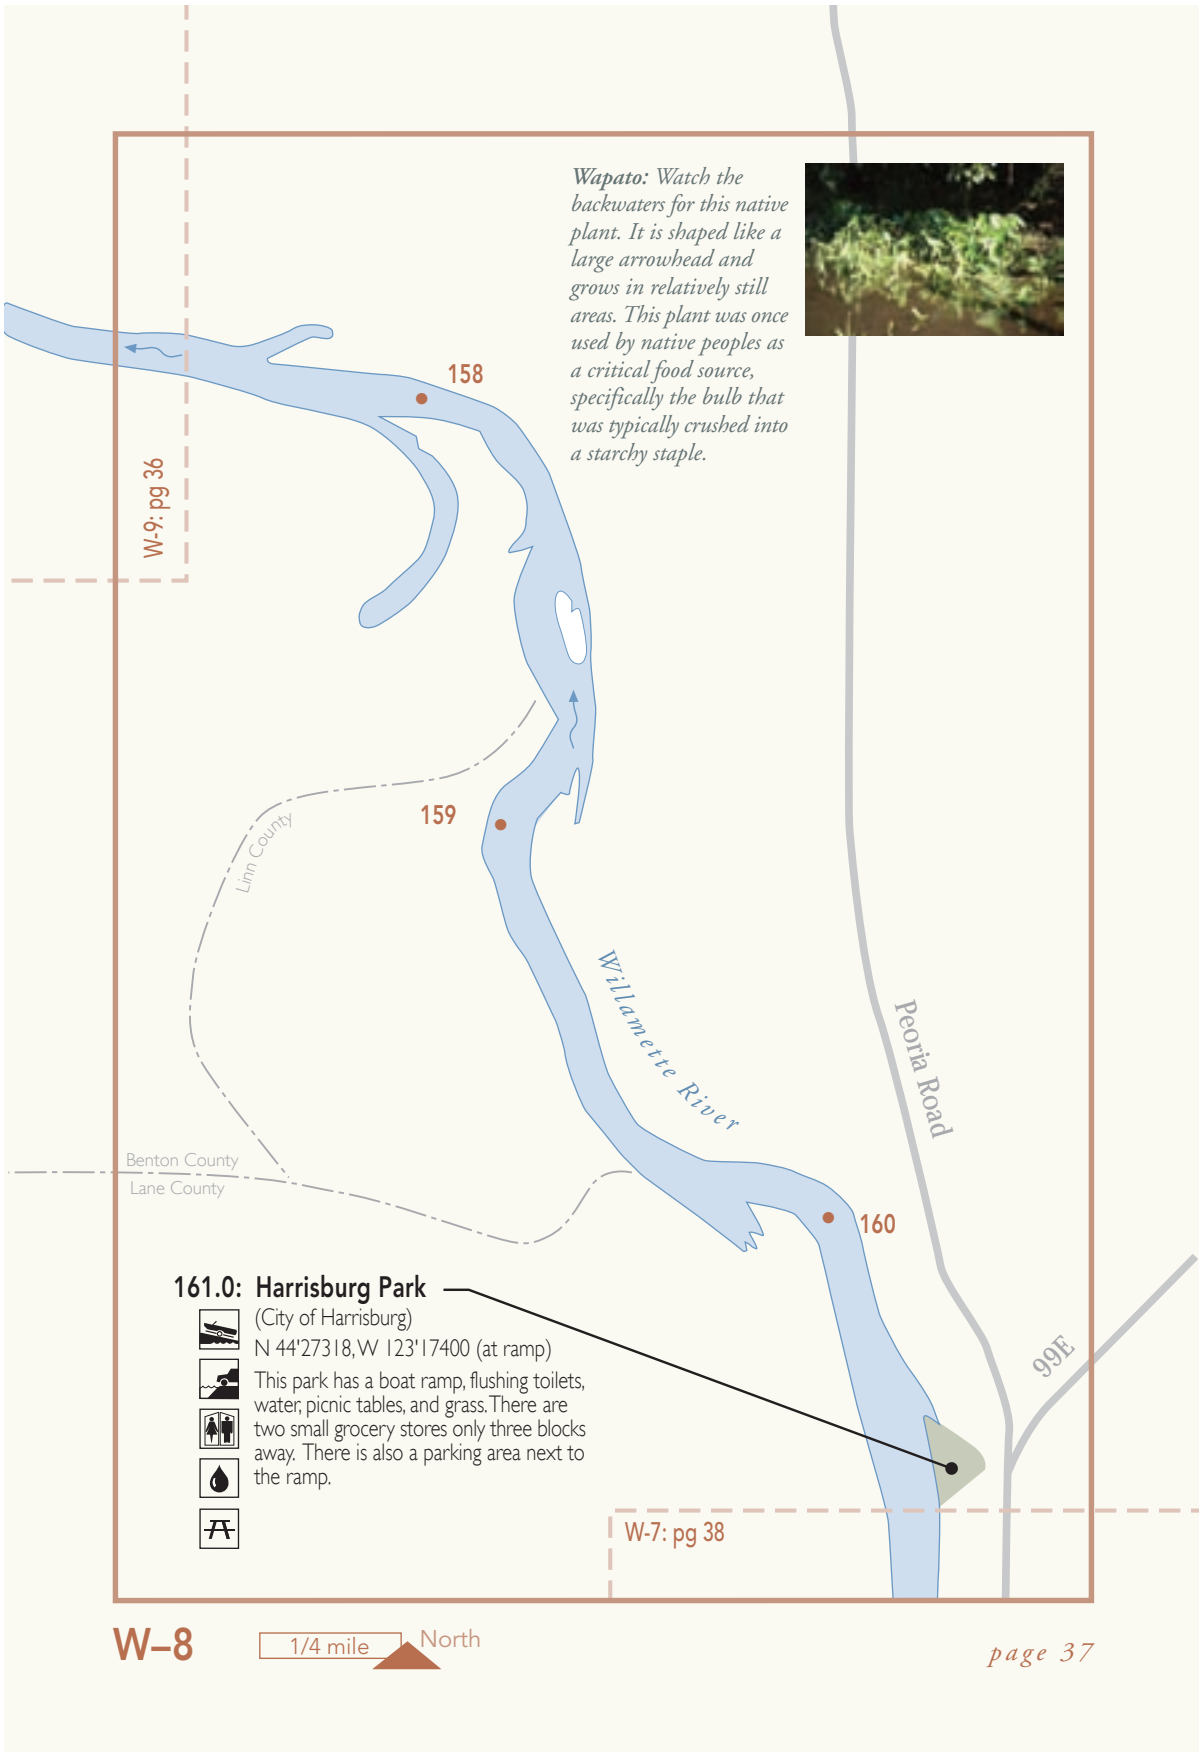 Wapato: Watch the
backwaters for this native
plant. It is shaped like a
large arrowhead and
grows in relatively still
areas. This plant was once
used by native peoples as
a critical food source,
specifically the bulb that
was typically crushed into
a starchy staple.
158
W-9: pg 36
159
Linn County
Willamette River
Peoria Road
Benton County
Lane County
160
161.0: Harrisburg Park
(City of Harrisburg)
N 44'27318, W 123'17400 (at ramp)
This park has a boat ramp, flushing toilets,
water, picnic tables, and grass. There are
two small grocery stores only three blocks
away. There is also a parking area next to
the ramp.
99E
W-7: pg 38
W–8
1/4 mile
North
page 37